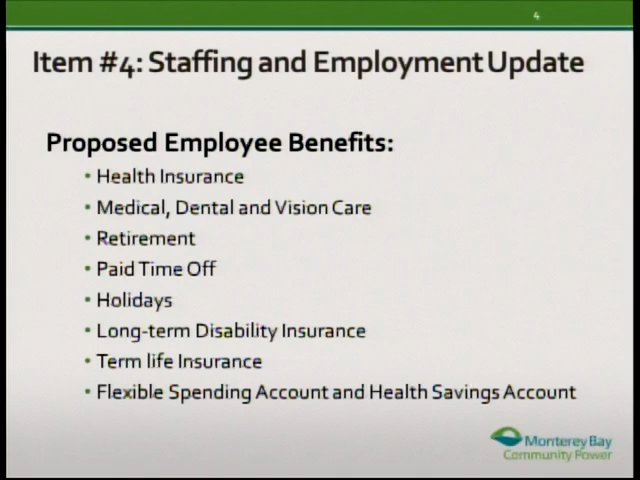 4
Item #4: Staffing and Employment Update
Proposed Employee Benefits:
• Health Insurance
• Medical, Dental and Vision Care
• Retirement
• Paid Time Off
• Holidays
• Long-term Disability Insurance
• Term life Insurance
• Flexible Spending Account and Health Savings Account
Monterey Bay
Community Power